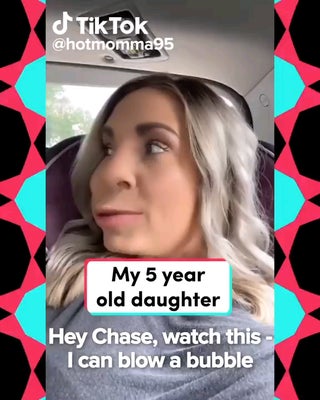 TikTok
@hotmomma95
My 5 year
old daughter
Hey Chase, watch this -
I can blow a bubble